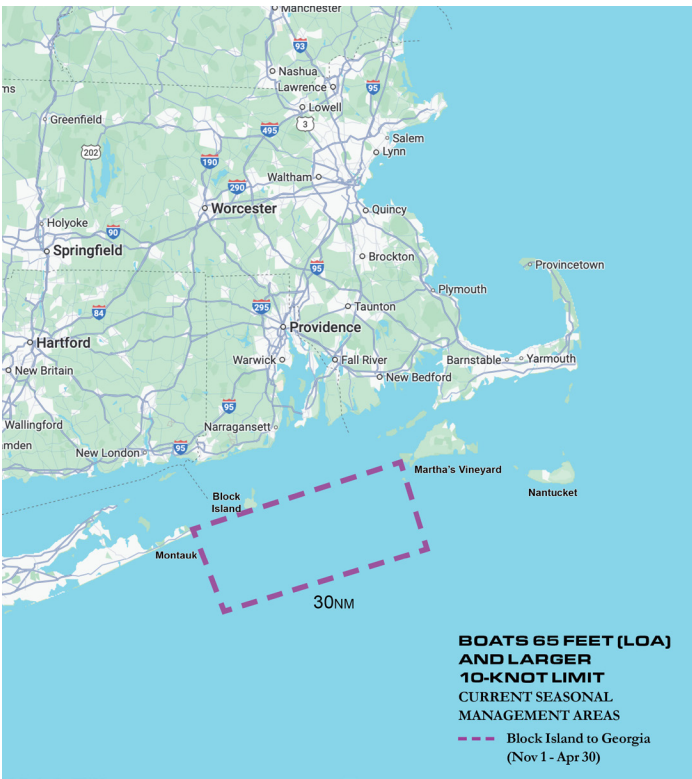 Manchester
93
Nashua
Lawrence
95
ms
Lowell
Greenfield
495
3
Salem
202
Lynn
190
Waltham
290
Worcester
Quincy
Holyoke
90
Springfield
Brockton
95
Provincetown
Plymouth
84
295
Taunton
Providence
Hartford
Warwick
Fall River
Barnstable
Yarmouth
New Britain
New Bedford
95
Wallingford
Narragansett
mden
New London
95
Martha's Vineyard
Nantucket
Block
Island
Montauk
30NM
BOATS 65 FEET (LOA)
AND LARGER
10-KNOT LIMIT
CURRENT SEASONAL
MANAGEMENT AREAS
Block Island to Georgia
(Nov 1 - Apr 30)